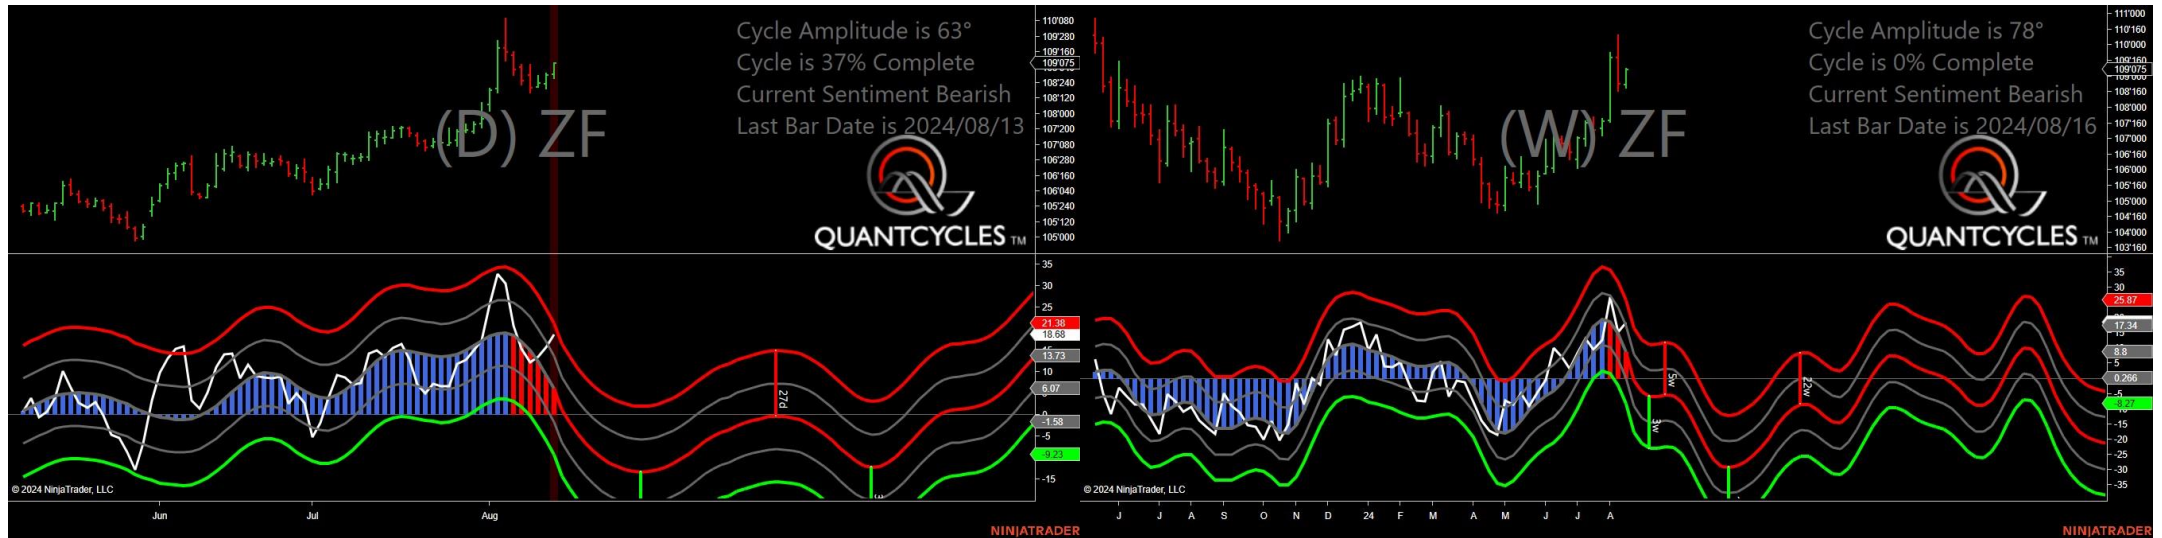 Cycle Amplitude is 63°
Cycle is 37% Complete
Current Sentiment Bearish
Last Bar Date is 2024/08/13
(D) ZF
QUANTCYCLES TM
110'080
109'280
109'160
109'075
108'240
108'120
108'000
107'200
107'080
106'280
106'160
106'040
105'240
105'120
105'000
35
30
25
21.38
18.68
13.73
10
6.07
-1.58
-5
-9.23
-15
27d
© 2024 NinjaTrader, LLC
Jun Jul Aug
NINJATRADER
Cycle Amplitude is 78°
Cycle is 0% Complete
Current Sentiment Bearish
Last Bar Date is 2024/08/16
(W) ZF
QUANTCYCLES TM
111'000
110'160
110'000
109'160
109'075
108'160
108'000
107'160
107'000
106'160
106'000
105'160
105'000
104'160
104'000
103'160
35
30
25.87
17.34
8.8
0.266
-5
-8.27
-15
-20
-25
-30
-35
5w
3w
22w
© 2024 NinjaTrader, LLC
J J A S O N D 24 F M A M J J A
NINJATRADER